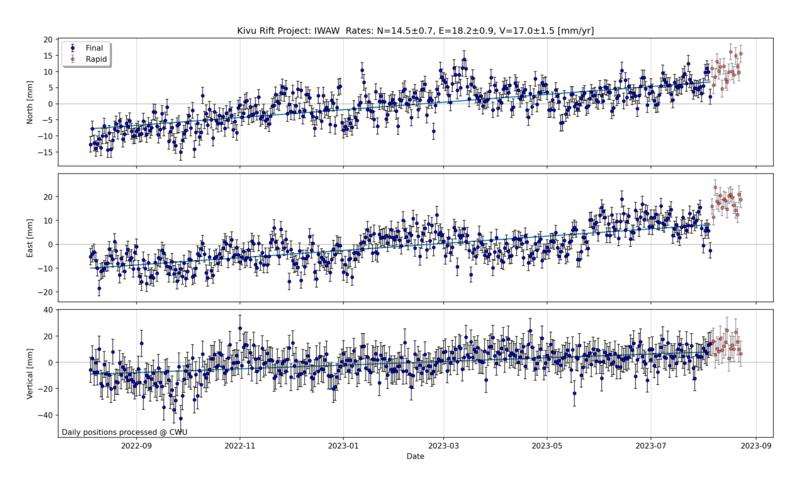 Kivu Rift Project: IWAW Rates: N=14.5±0.7, E=18.2±0.9, V=17.0±1.5 [mm/yr]
Final
Rapid
North [mm]
20
15
10
5
0
−5
−10
−15
East [mm]
20
10
0
−10
−20
Vertical [mm]
40
20
0
−20
−40
Daily positions processed @ CWU
2022-09 2022-11 2023-01 2023-03 2023-05 2023-07 2023-09
Date